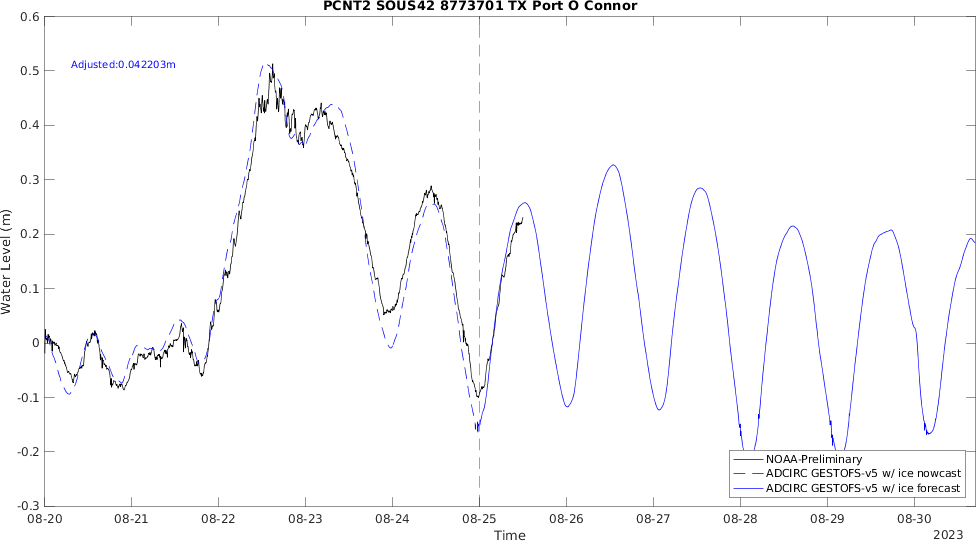 PCNT2 SOUS42 8773701 TX Port O Connor
Adjusted:0.042203m
Water Level (m)
0.6
0.5
0.4
0.3
0.2
0.1
0
-0.1
-0.2
-0.3
NOAA-Preliminary
ADCIRC GESTOFS-v5 w/ ice nowcast
ADCIRC GESTOFS-v5 w/ ice forecast
08-20 08-21 08-22 08-23 08-24 08-25 08-26 08-27 08-28 08-29 08-30
Time
2023